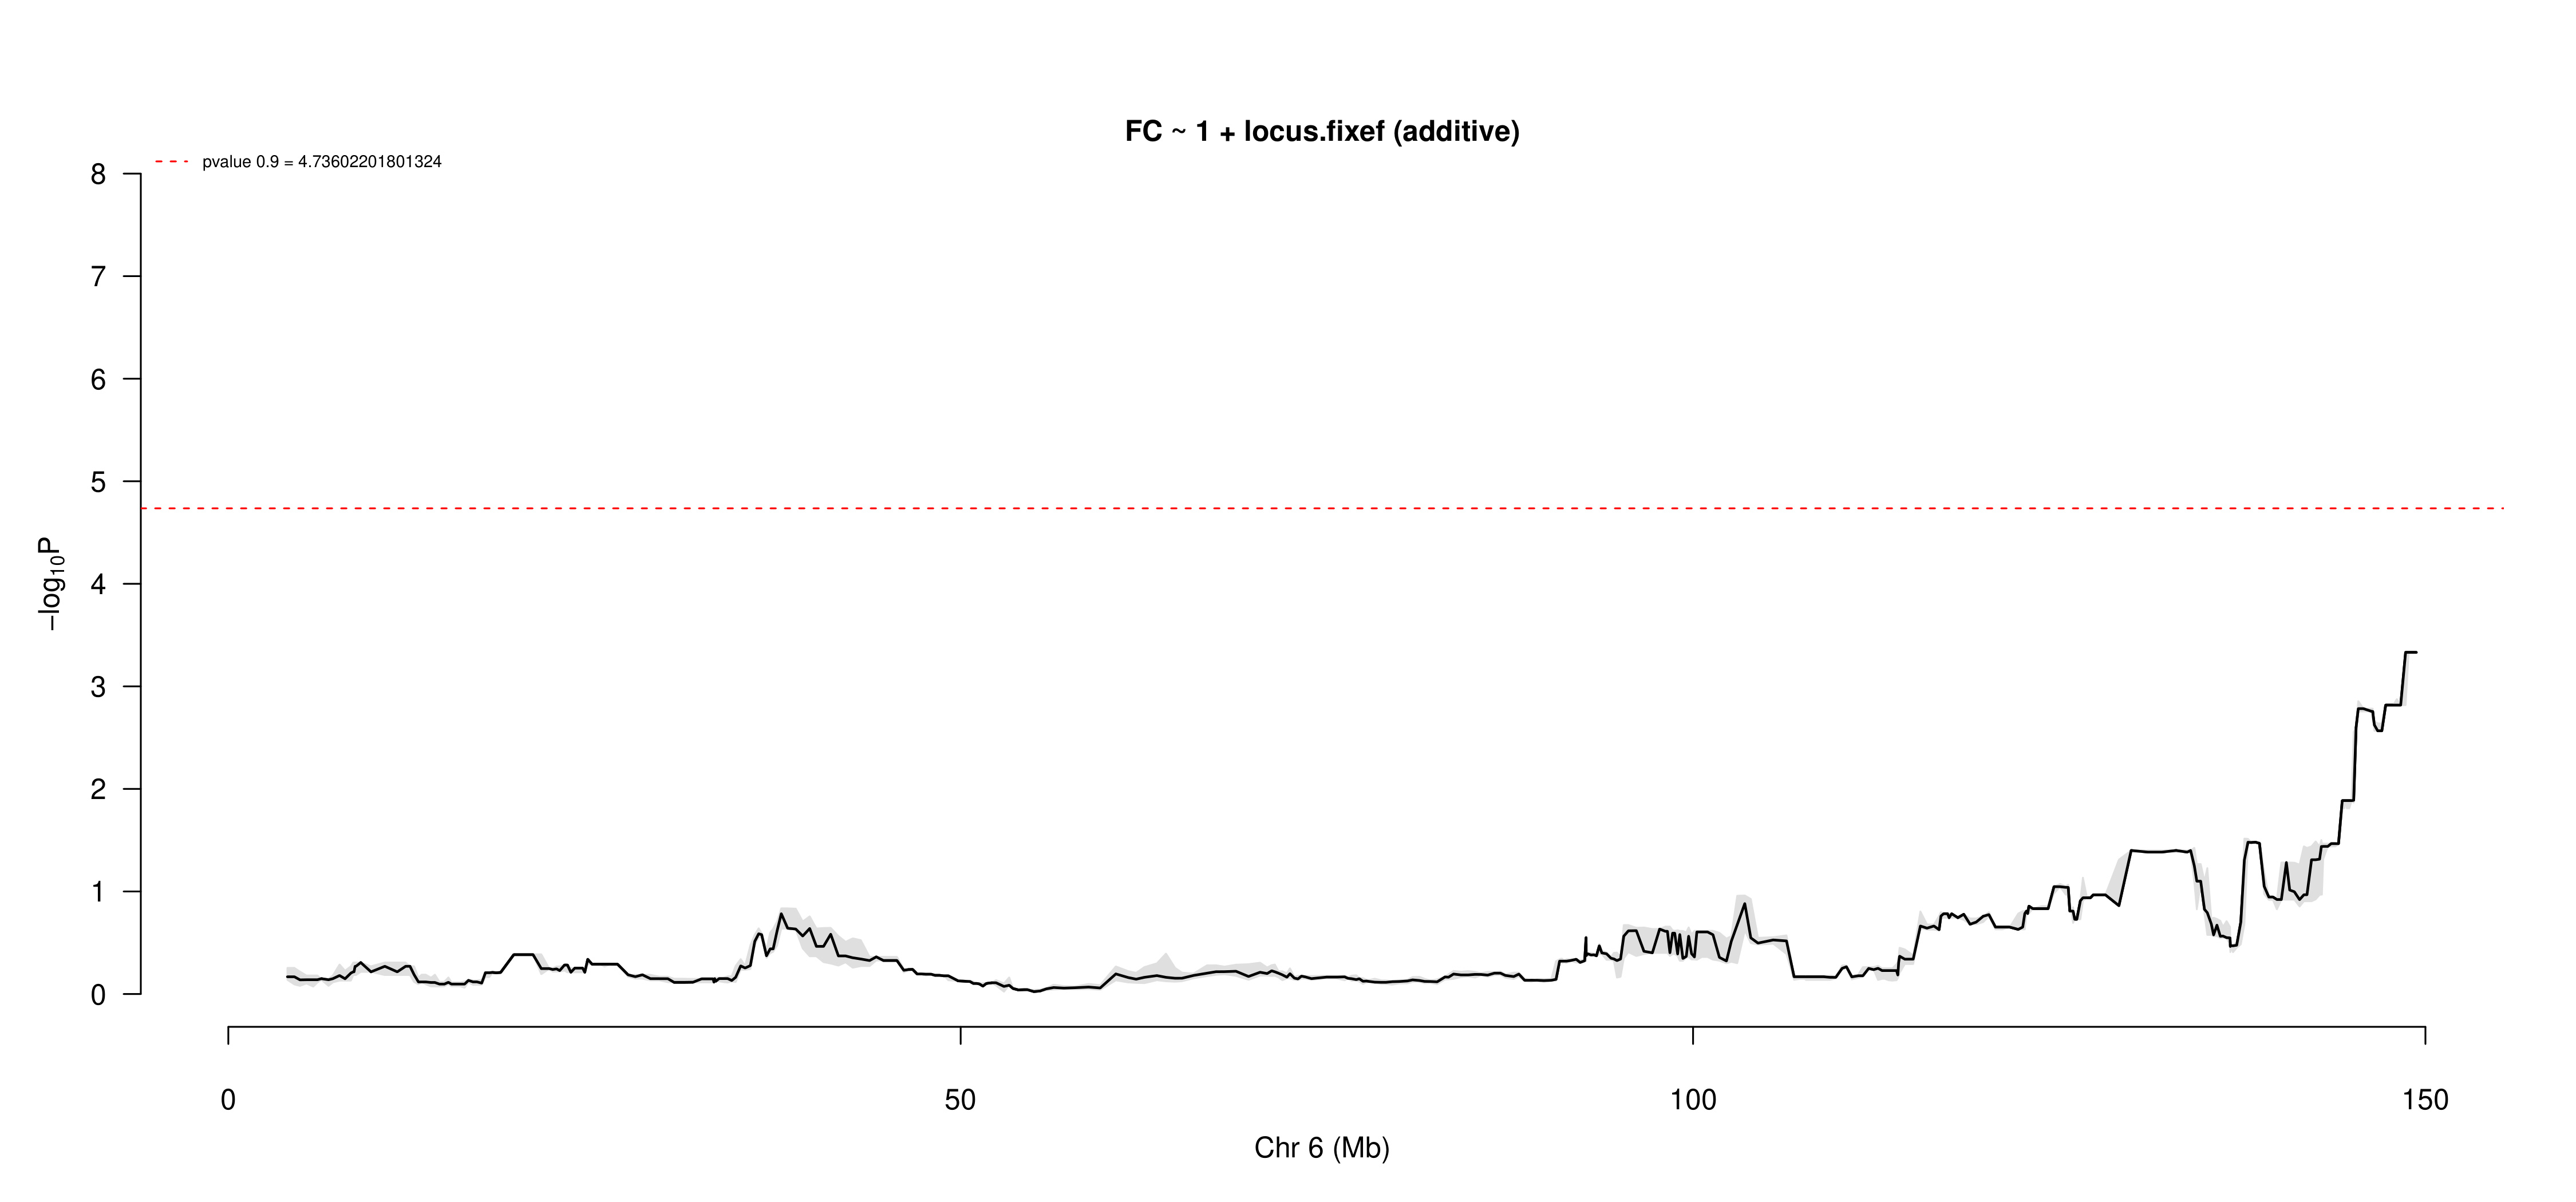 FC ~ 1 + locus.fixef (additive)
pvalue 0.9 = 4.73602201801324
8
7
6
5
4
3
2
1
0
−log10P
0 50 100 150
Chr 6 (Mb)